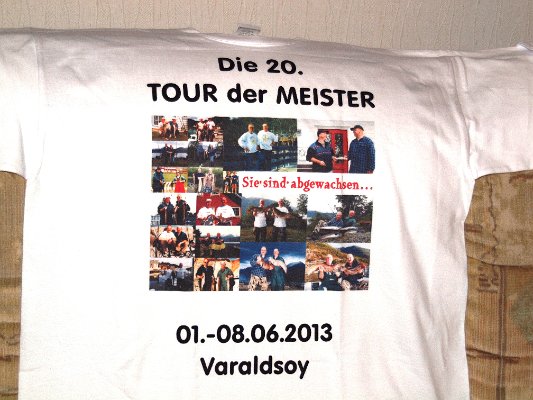 Die 20.
TOUR der MEISTER
Sie·sind·abgewachsen...
01.-08.06.2013
Varaldsoy